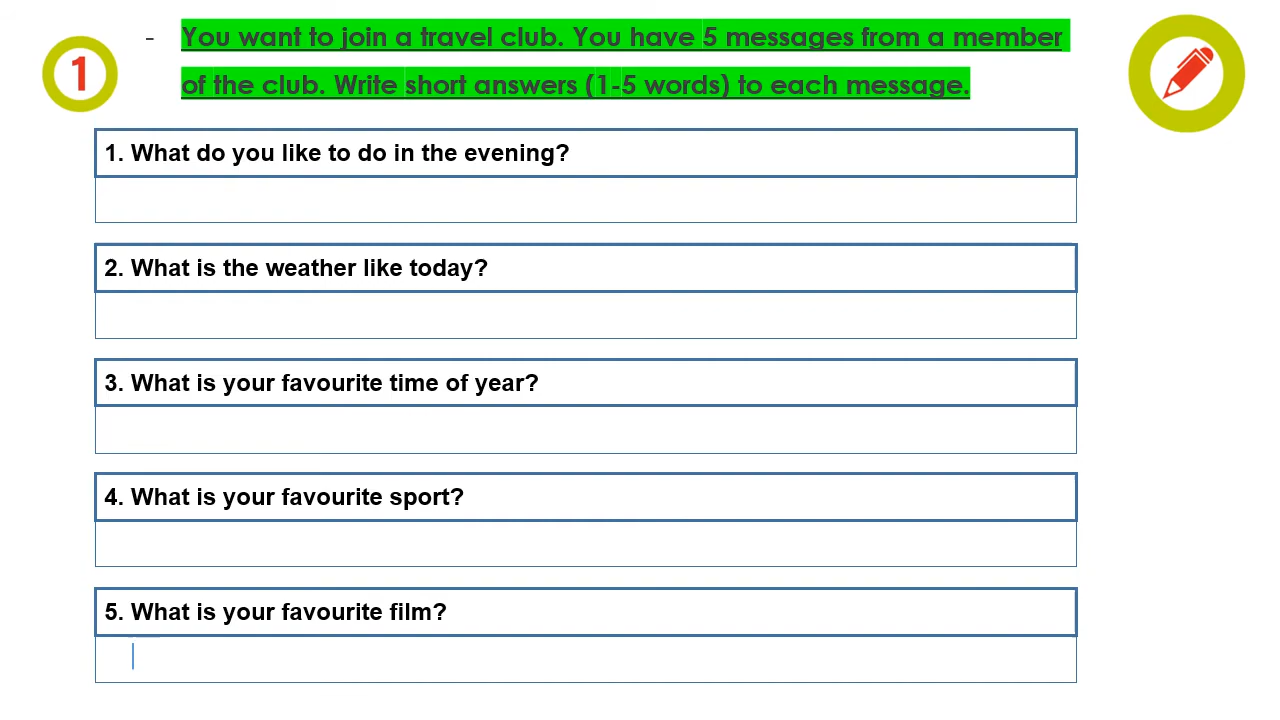 1
- You want to join a travel club. You have 5 messages from a member
of the club. Write short answers (1-5 words) to each message.
1. What do you like to do in the evening?
2. What is the weather like today?
3. What is your favourite time of year?
4. What is your favourite sport?
5. What is your favourite film?